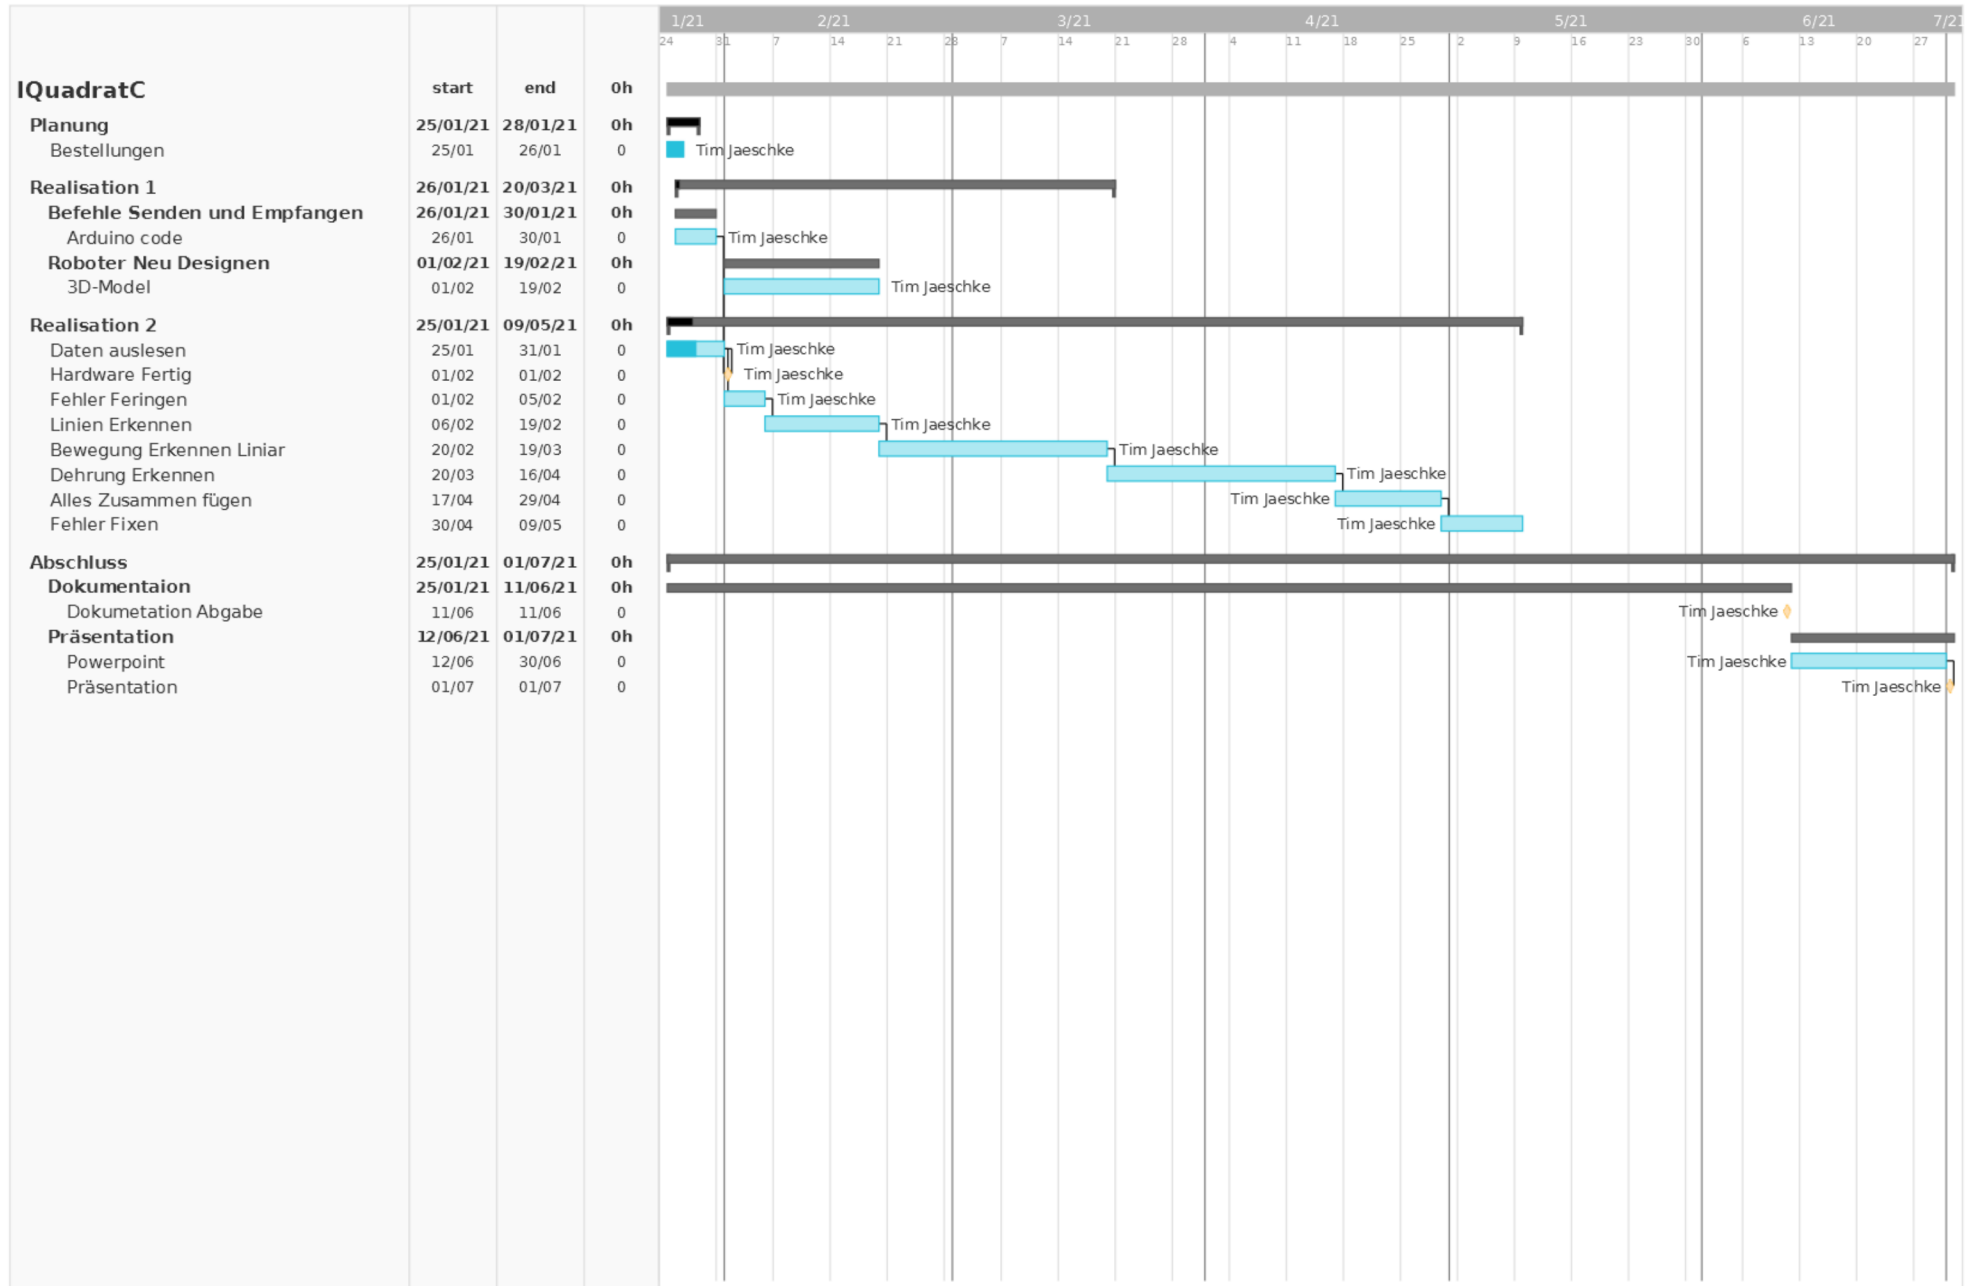 1/21 2/21 3/21 4/21 5/21 6/21 7/21
24 31 7 14 21 28 7 14 21 28 4 11 18 25 2 9 16 23 30 6 13 20 27
IQuadratC start end 0h
Planung 25/01/21 28/01/21 0h
Bestellungen 25/01 26/01 0 Tim Jaeschke
Realisation 1 26/01/21 20/03/21 0h
Befehle Senden und Empfangen 26/01/21 30/01/21 0h
Arduino code 26/01 30/01 0 Tim Jaeschke
Roboter Neu Designen 01/02/21 19/02/21 0h
3D-Model 01/02 19/02 0 Tim Jaeschke
Realisation 2 25/01/21 09/05/21 0h
Daten auslesen 25/01 31/01 0 Tim Jaeschke
Hardware Fertig 01/02 01/02 0 Tim Jaeschke
Fehler Feringen 01/02 05/02 0 Tim Jaeschke
Linien Erkennen 06/02 19/02 0 Tim Jaeschke
Bewegung Erkennen Liniar 20/02 19/03 0 Tim Jaeschke
Dehrung Erkennen 20/03 16/04 0 Tim Jaeschke
Alles Zusammen fügen 17/04 29/04 0 Tim Jaeschke
Fehler Fixen 30/04 09/05 0 Tim Jaeschke
Abschluss 25/01/21 01/07/21 0h
Dokumentaion 25/01/21 11/06/21 0h
Dokumetation Abgabe 11/06 11/06 0 Tim Jaeschke
Präsentation 12/06/21 01/07/21 0h
Powerpoint 12/06 30/06 0 Tim Jaeschke
Präsentation 01/07 01/07 0 Tim Jaeschke